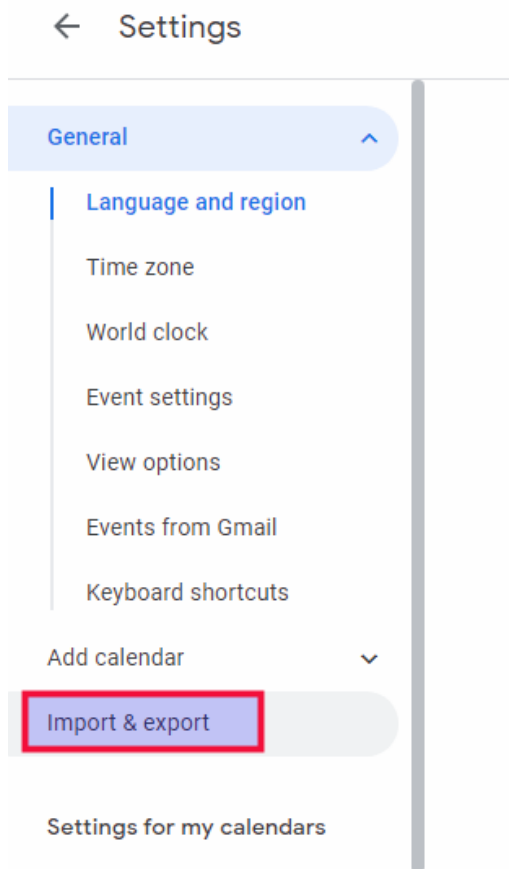 Settings
General
Language and region
Time zone
World clock
Event settings
View options
Events from Gmail
Keyboard shortcuts
Add calendar
Import & export
Settings for my calendars